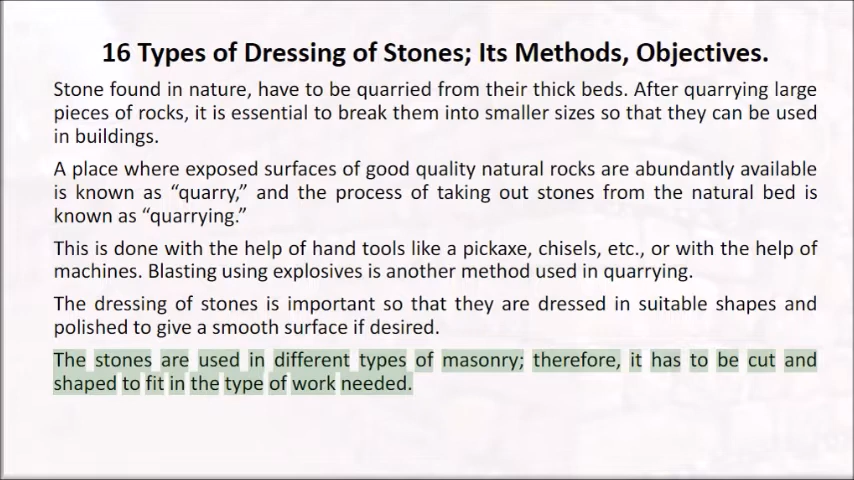 16 Types of Dressing of Stones; Its Methods, Objectives.
Stone found in nature, have to be quarried from their thick beds. After quarrying large
pieces of rocks, it is essential to break them into smaller sizes so that they can be used
in buildings.
A place where exposed surfaces of good quality natural rocks are abundantly available
is known as “quarry,” and the process of taking out stones from the natural bed is
known as “quarrying.”
This is done with the help of hand tools like a pickaxe, chisels, etc., or with the help of
machines. Blasting using explosives is another method used in quarrying.
The dressing of stones is important so that they are dressed in suitable shapes and
polished to give a smooth surface if desired.
The stones are used in different types of masonry; therefore, it has to be cut and
shaped to fit in the type of work needed.